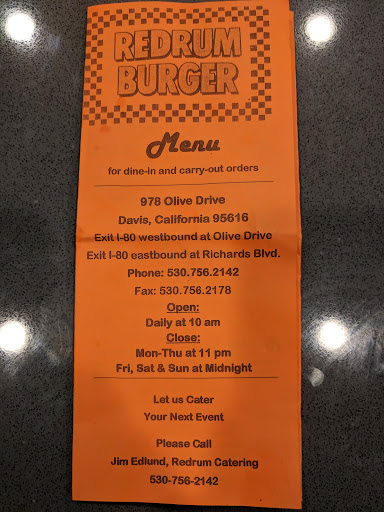 REDRUM
BURGER
Menu
for dine-in and carry-out orders
978 Olive Drive
Davis, California 95616
Exit I-80 westbound at Olive Drive
Exit I-80 eastbound at Richards Blvd.
Phone: 530.756.2142
Fax: 530.756.2178
Open:
Daily at 10 am
Close:
Mon-Thu at 11 pm
Fri, Sat & Sun at Midnight
Let us Cater
Your Next Event
Please Call
Jim Edlund, Redrum Catering
530-756-2142